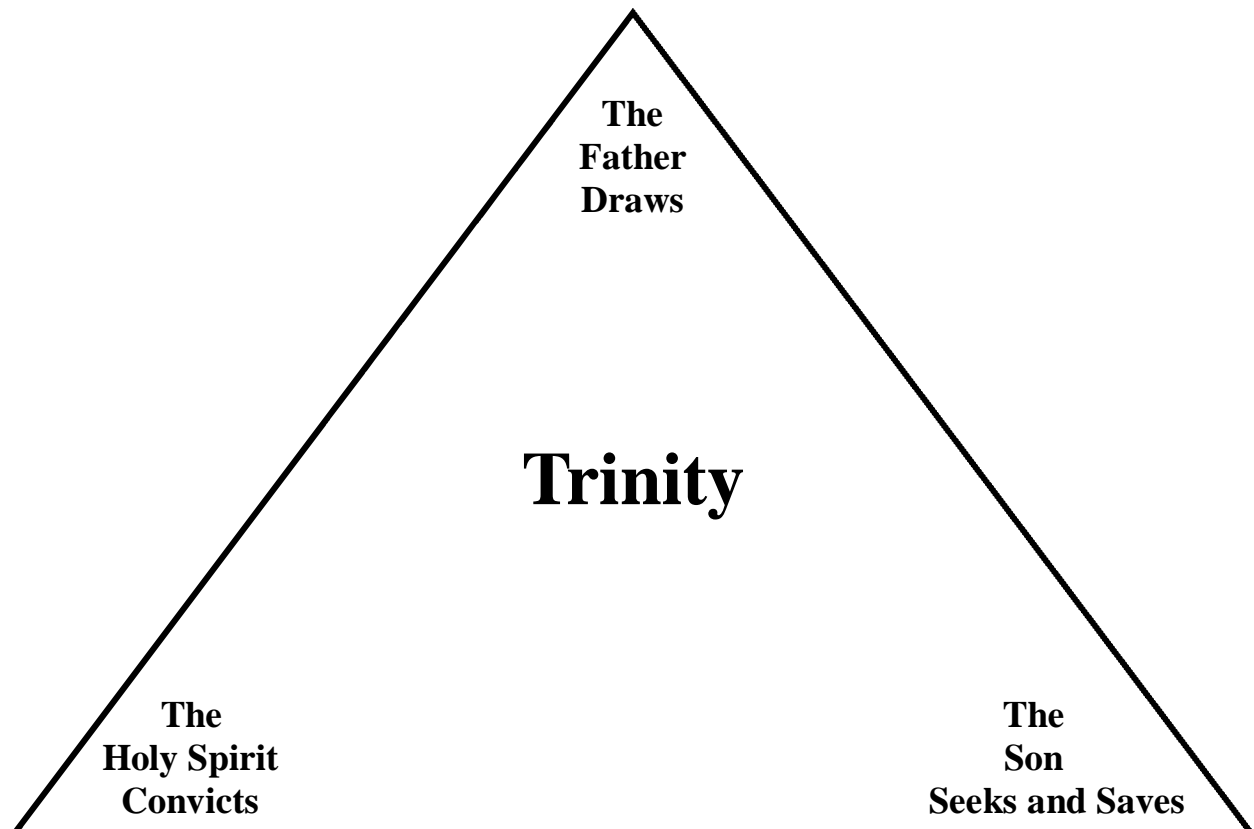 The
Father
Draws
Trinity
The
Holy Spirit
Convicts
The
Son
Seeks and Saves